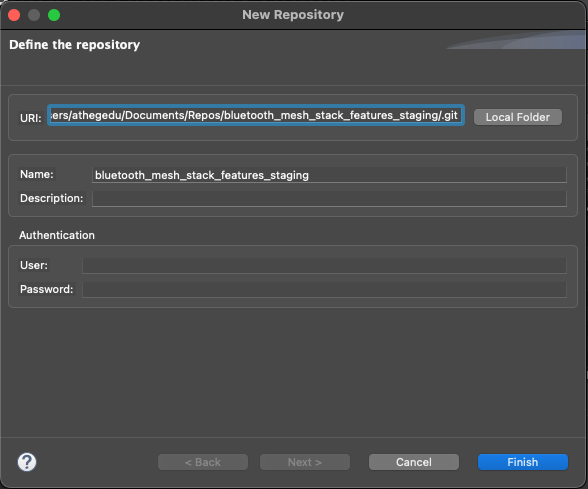 New Repository
Define the repository
URI: ers/athegedu/Documents/Repos/bluetooth_mesh_stack_features_staging/.git Local Folder
Name: bluetooth_mesh_stack_features_staging
Description:
Authentication
User:
Password:
? < Back Next > Cancel Finish